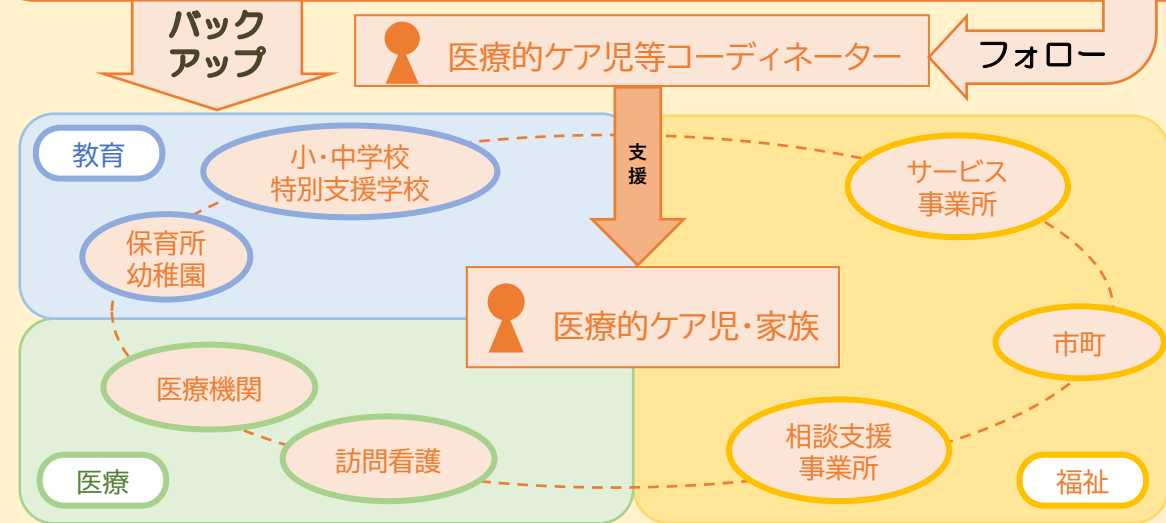 バック
アップ
医療的ケア児等コーディネーター
フォロー
支
援
教育
小・中学校
特別支援学校
保育所
幼稚園
サービス
事業所
医療的ケア児・家族
市町
医療機関
訪問看護
相談支援
事業所
医療
福祉